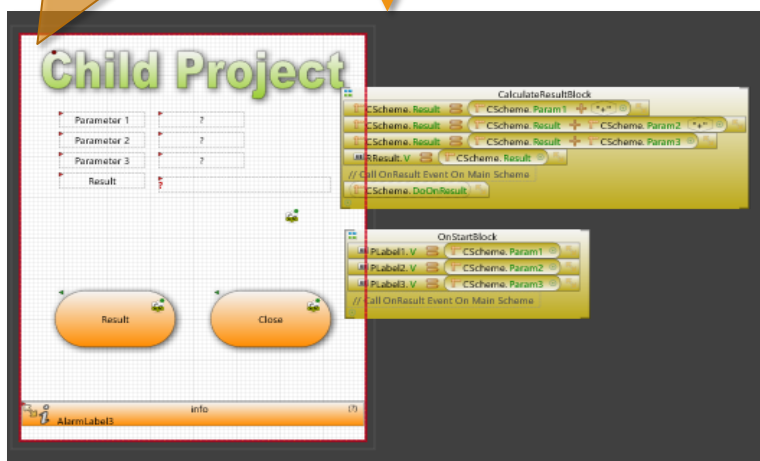 Child Project
Parameter 1 ?
Parameter 2 ?
Parameter 3 ?
Result ?
Result
Close
info (?)
AlarmLabel3
CalculateResultBlock
CScheme.Result = CScheme.Param1 + "+"
CScheme.Result = CScheme.Result + CScheme.Param2 "+"
CScheme.Result = CScheme.Result + CScheme.Param3
RResult.V = CScheme.Result
// Call OnResult Event On Main Scheme
CScheme.DoOnResult
OnStartBlock
PLabel1.V = CScheme.Param1
PLabel2.V = CScheme.Param2
PLabel3.V = CScheme.Param3
// Call OnResult Event On Main Scheme